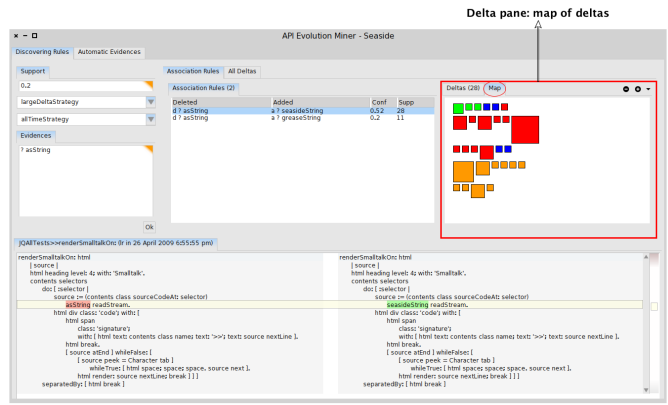 Delta pane: map of deltas
API Evolution Miner - Seaside
Discovering Rules Automatic Evidences
Support
0.2
largeDeltaStrategy
allTimeStrategy
Evidences
? asString
Ok
Association Rules All Deltas
Association Rules (2)
Deleted Added Conf Supp
d ? asString a ? seasideString 0.52 28
d ? asString a ? greaseString 0.2 11
Deltas (28) Map
JQAllTests>>renderSmalltalkOn: (lr in 26 April 2009 6:55:55 pm)
renderSmalltalkOn: html
| source |
html heading level: 4; with: 'Smalltalk'.
contents selectors
do: [ :selector |
source := (contents class sourceCodeAt: selector)
asString readStream.
html div class: 'code'; with: [
html span
class: 'signature';
with: [ html text: contents class name; text: '>>'; text: source nextLine ].
html break.
[ source atEnd ] whileFalse: [
[ source peek = Character tab ]
whileTrue: [ html space; space; space. source next ].
html render: source nextLine; break ] ] ]
separatedBy: [ html break ]
renderSmalltalkOn: html
| source |
html heading level: 4; with: 'Smalltalk'.
contents selectors
do: [ :selector |
source := (contents class sourceCodeAt: selector)
seasideString readStream.
html div class: 'code'; with: [
html span
class: 'signature';
with: [ html text: contents class name; text: '>>'; text: source nextLine ].
html break.
[ source atEnd ] whileFalse: [
[ source peek = Character tab ]
whileTrue: [ html space; space; space. source next ].
html render: source nextLine; break ] ] ]
separatedBy: [ html break ]